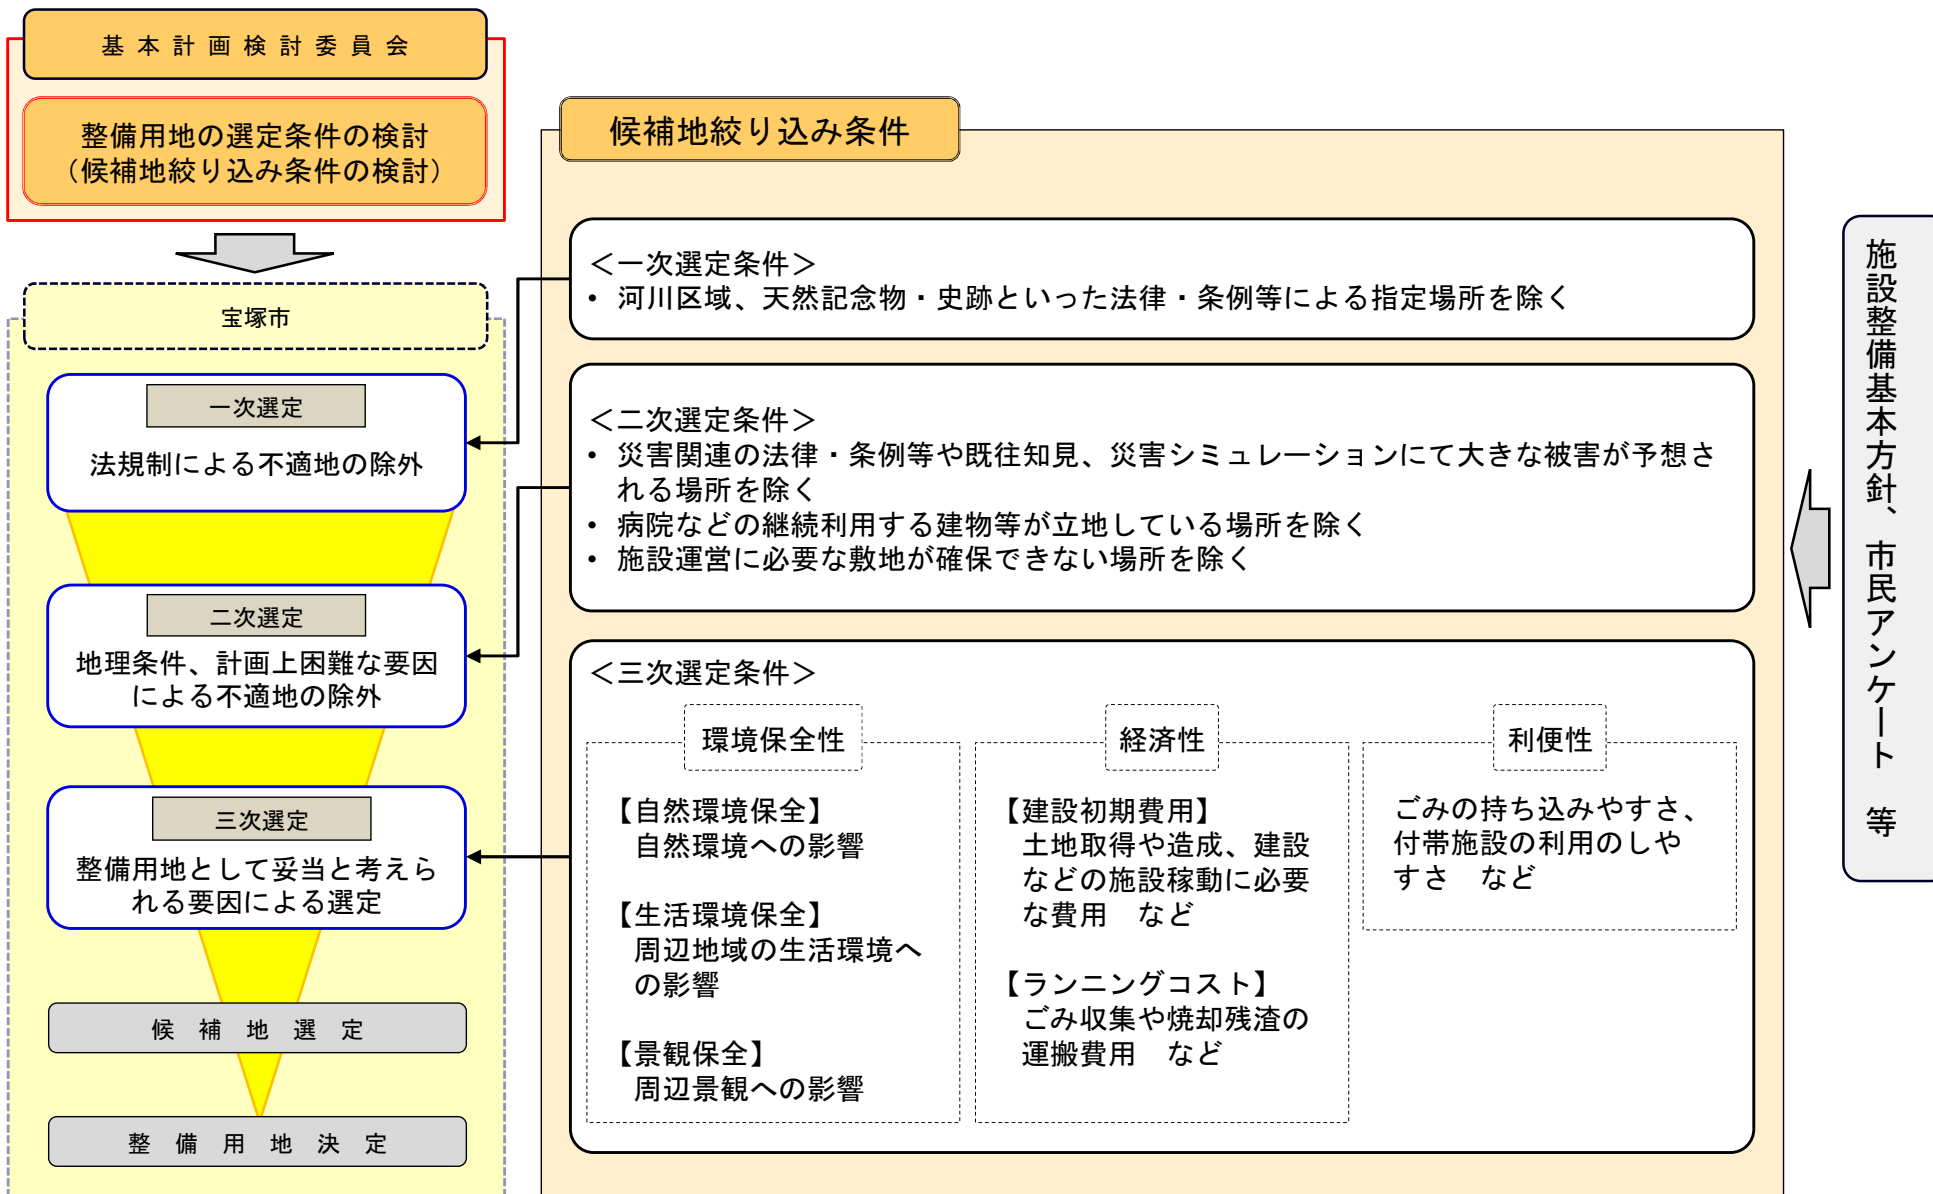 基本計画検討委員会
整備用地の選定条件の検討
(候補地絞り込み条件の検討)
宝塚市
一次選定
法規制による不適地の除外
二次選定
地理条件、計画上困難な要因
による不適地の除外
三次選定
整備用地として妥当と考えら
れる要因による選定
候補地選定
整備用地決定
候補地絞り込み条件
＜一次選定条件＞
• 河川区域、天然記念物・史跡といった法律・条例等による指定場所を除く
＜二次選定条件＞
• 災害関連の法律・条例等や既往知見、災害シミュレーションにて大きな被害が予想さ
れる場所を除く
• 病院などの継続利用する建物等が立地している場所を除く
• 施設運営に必要な敷地が確保できない場所を除く
＜三次選定条件＞
環境保全性
【自然環境保全】
自然環境への影響
【生活環境保全】
周辺地域の生活環境へ
の影響
【景観保全】
周辺景観への影響
経済性
【建設初期費用】
土地取得や造成、建設
などの施設稼動に必要
な費用　など
【ランニングコスト】
ごみ収集や焼却残渣の
運搬費用　など
利便性
ごみの持ち込みやすさ、
付帯施設の利用のしや
すさ　など
施設整備基本方針、市民アンケート　等